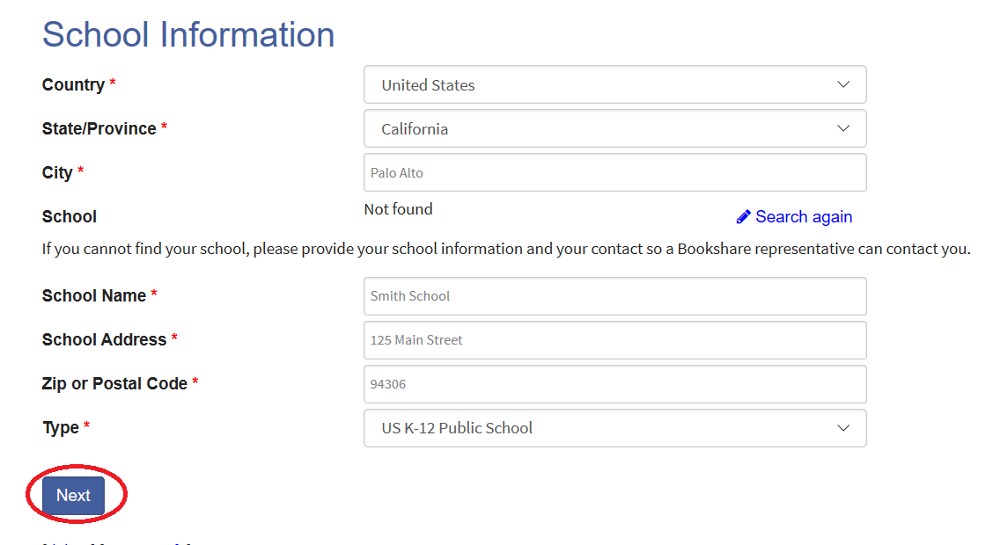 School Information
Country * United States
State/Province * California
City * Palo Alto
School Not found Search again
If you cannot find your school, please provide your school information and your contact so a Bookshare representative can contact you.
School Name * Smith School
School Address * 125 Main Street
Zip or Postal Code * 94306
Type * US K-12 Public School
Next